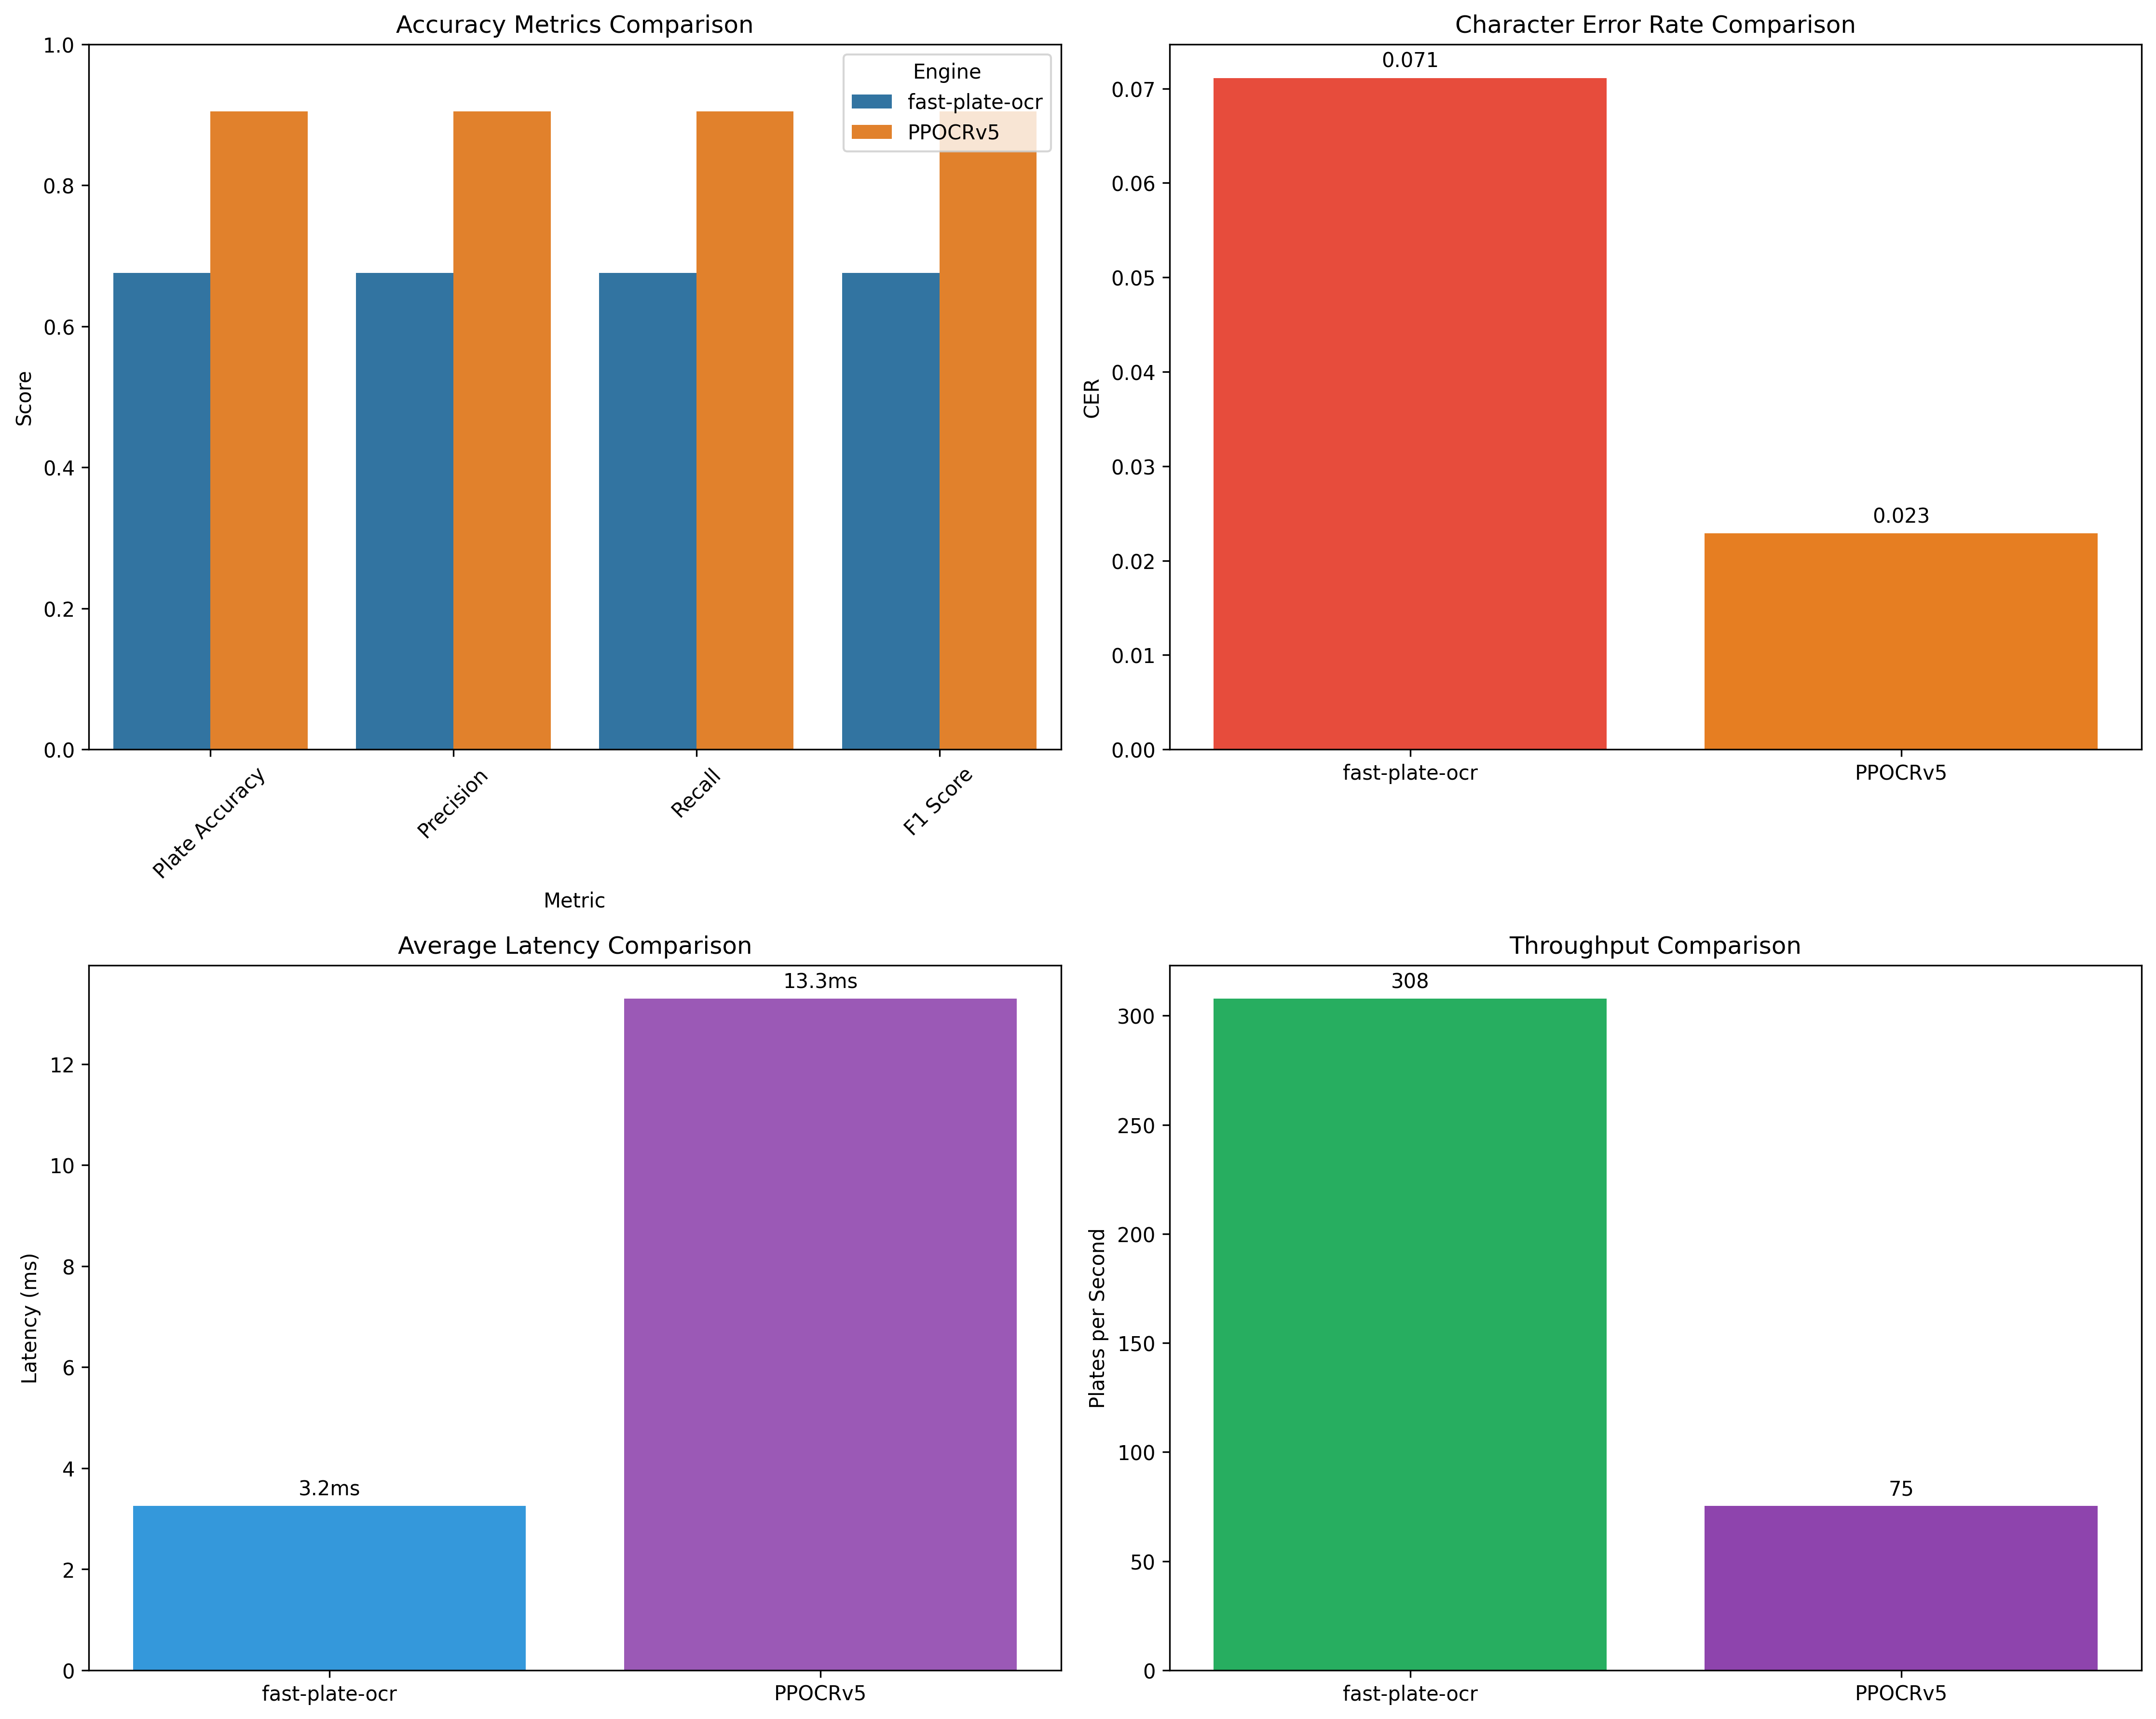 Accuracy Metrics Comparison
Engine
fast-plate-ocr
PPOCRv5
Score
1.0
0.8
0.6
0.4
0.2
0.0
Plate Accuracy
Precision
Recall
F1 Score
Metric
Character Error Rate Comparison
CER
0.07
0.06
0.05
0.04
0.03
0.02
0.01
0.00
0.071
0.023
fast-plate-ocr
PPOCRv5
Average Latency Comparison
Latency (ms)
12
10
8
6
4
2
0
3.2ms
13.3ms
fast-plate-ocr
PPOCRv5
Throughput Comparison
Plates per Second
300
250
200
150
100
50
0
308
75
fast-plate-ocr
PPOCRv5